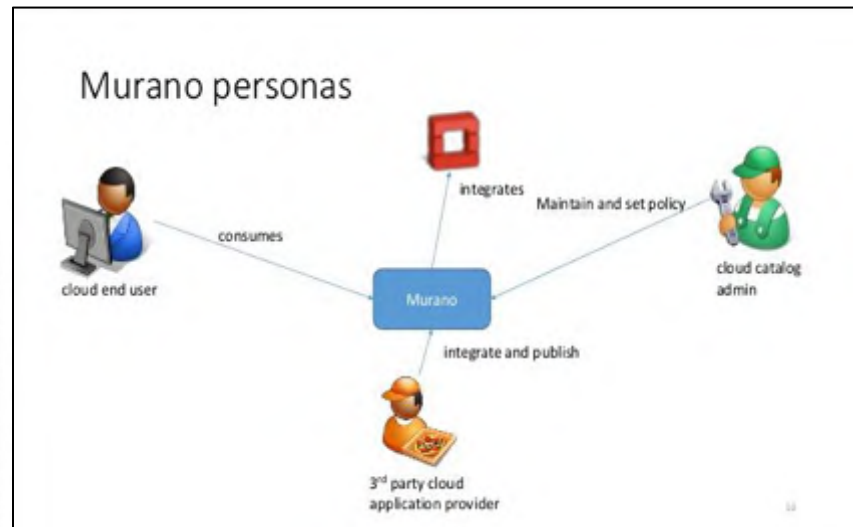 Murano personas
integrates
Maintain and set policy
consumes
cloud end user
cloud catalog
admin
Murano
integrate and publish
3rd party cloud
application provider